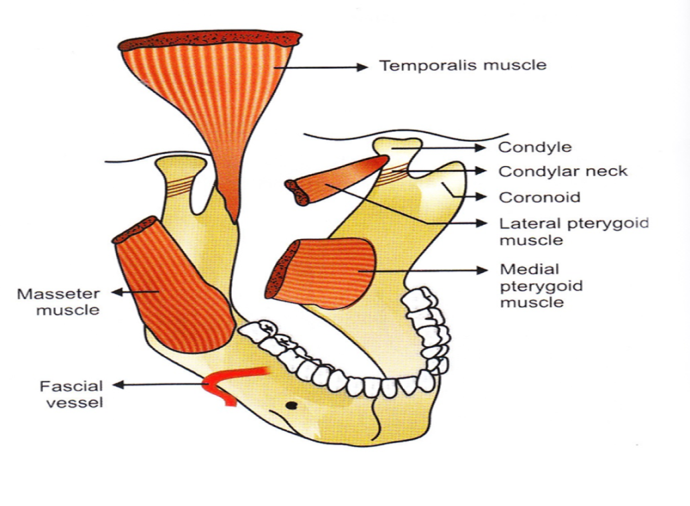 Temporalis muscle
Condyle
Condylar neck
Coronoid
Lateral pterygoid
muscle
Medial
pterygoid
muscle
Masseter
muscle
Fascial
vessel